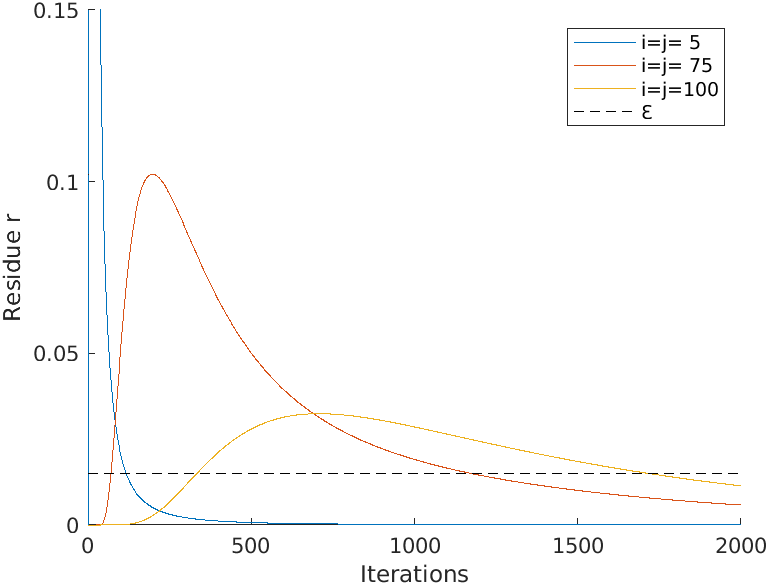 0.15
0.1
0.05
0
Residue r
0 500 1000 1500 2000
Iterations
i=j= 5
i=j= 75
i=j=100
ε